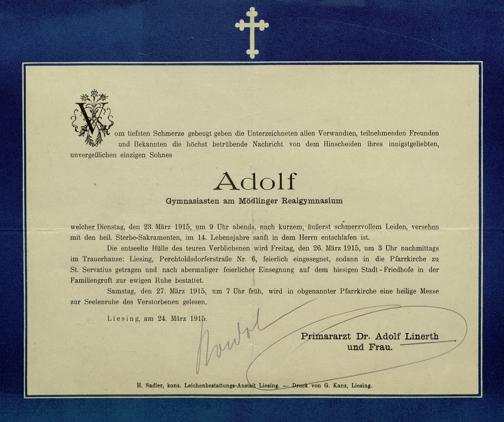 Vom tiefsten Schmerze gebeugt geben die Unterzeichneten allen Verwandten, teilnehmenden Freunden
und Bekannten die höchst betrübende Nachricht von dem Hinscheiden ihres innigstgeliebten,
unvergeßlichen einzigen Sohnes
Adolf
Gymnasiasten am Mödlinger Realgymnasium
welcher Dienstag, den 23. März 1915, um 9 Uhr abends, nach kurzem, äußerst schmerzvollem Leiden, versehen
mit den heil. Sterbe-Sakramenten, im 14. Lebensjahre sanft in dem Herrn entschlafen ist.
Die entseelte Hülle des teuren Verblichenen wird Freitag, den 26. März 1915, um 3 Uhr nachmittags
im Trauerhause: Liesing, Perchtoldsdorferstraße Nr. 6, feierlich eingesegnet, sodann in die Pfarrkirche zu
St. Servatius getragen und nach abermaliger feierlicher Einsegnung auf dem hiesigen Stadt-Friedhofe in der
Familiengruft zur ewigen Ruhe bestattet.
Samstag, den 27. März 1915, um 7 Uhr früh, wird in obgenannter Pfarrkirche eine heilige Messe
zur Seelenruhe des Verstorbenen gelesen.
Liesing, am 24. März 1915.
Primararzt Dr. Adolf Linerth
und Frau.
H. Sadler, konz. Leichenbestattungs-Anstalt Liesing. — Druck von G. Kanz, Liesing.